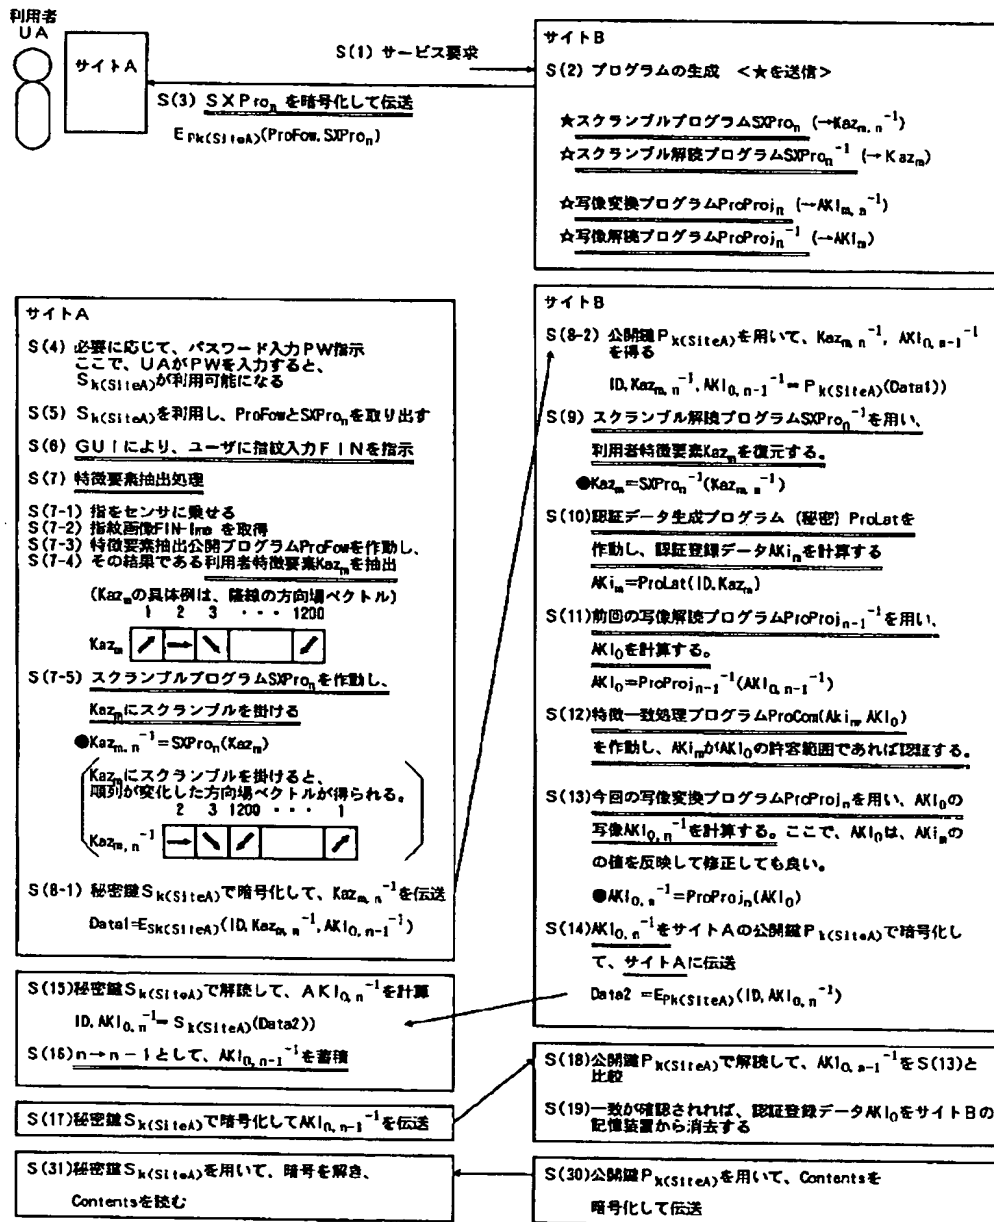 利用者
UA
サイトA
S(1) サービス要求
S(3) SXProₙ を暗号化して伝送
E_Pk(SiteA)(ProFow, SXProₙ)
サイトB
S(2) プログラムの生成 <★を送信>
★スクランブルプログラムSXProₙ (→Kaz_m,n⁻¹)
☆スクランブル解読プログラムSXProₙ⁻¹ (→Kaz_m)
☆写像変換プログラムProProjₙ (→AKi_m,n⁻¹)
☆写像解読プログラムProProjₙ⁻¹ (→AKi_m)
サイトA
S(4) 必要に応じて、パスワード入力PW指示
ここで、UAがPWを入力すると、
S_k(SiteA)が利用可能になる
S(5) S_k(SiteA)を利用し、ProFowとSXProₙを取り出す
S(6) GUIにより、ユーザに指紋入力FINを指示
S(7) 特徴要素抽出処理
S(7-1) 指をセンサに乗せる
S(7-2) 指紋画像FIN-Ime を取得
S(7-3) 特徴要素抽出公開プログラムProFowを作動し、
S(7-4) その結果である利用者特徴要素Kaz_mを抽出
(Kaz_mの具体例は、隆線の方向場ベクトル)
1 2 3 ・・・ 1200
Kaz_m
S(7-5) スクランブルプログラムSXProₙを作動し、
Kaz_mにスクランブルを掛ける
●Kaz_m,n⁻¹=SXProₙ(Kaz_m)
Kaz_mにスクランブルを掛けると、
順列が変化した方向場ベクトルが得られる。
2 3 1200 ・・・ 1
Kaz_m,n⁻¹
S(8-1) 秘密鍵S_k(SiteA)で暗号化して、Kaz_m,n⁻¹を伝送
Data1=E_Sk(SiteA)(ID, Kaz_m,n⁻¹, AKI_0,n-1⁻¹)
サイトB
S(8-2) 公開鍵P_k(SiteA)を用いて、Kaz_m,n⁻¹, AKI_0,n-1⁻¹
を得る
ID, Kaz_m,n⁻¹, AKI_0,n-1⁻¹= P_k(SiteA)(Data1))
S(9) スクランブル解読プログラムSXProₙ⁻¹を用い、
利用者特徴要素Kaz_mを復元する。
●Kaz_m=SXProₙ⁻¹(Kaz_m,n⁻¹)
S(10)認証データ生成プログラム (秘密) ProLatを
作動し、認証登録データAKi_mを計算する
AKi_m=ProLat(ID, Kaz_m)
S(11)前回の写像解読プログラムProProj_n-1⁻¹を用い、
AKI₀を計算する。
AKI₀=ProProj_n-1⁻¹(AKI_0,n-1⁻¹)
S(12)特徴一致処理プログラムProCom(Aki_m, AKI₀)
を作動し、AKi_mがAKI₀の許容範囲であれば認証する。
S(13)今回の写像変換プログラムProProjₙを用い、AKI₀の
写像AKI_0,n⁻¹を計算する。ここで、AKI₀は、AKi_mの
の値を反映して修正しても良い。
●AKI_0,n⁻¹=ProProjₙ(AKI₀)
S(14)AKI_0,n⁻¹をサイトAの公開鍵P_k(SiteA)で暗号化し
て、サイトAに伝送
Data2 =E_Pk(SiteA)(ID, AKI_0,n⁻¹)
S(15)秘密鍵S_k(SiteA)で解読して、AKI_0,n⁻¹を計算
ID, AKI_0,n⁻¹= S_k(SiteA)(Data2))
S(16)n→n-1として、AKI_0,n-1⁻¹を蓄積
S(17)秘密鍵S_k(SiteA)で暗号化してAKI_0,n-1⁻¹を伝送
S(18)公開鍵P_k(SiteA)で解読して、AKI_0,n-1⁻¹をS(13)と
比較
S(19)一致が確認されれば、認証登録データAKI₀をサイトBの
記憶装置から消去する
S(31)秘密鍵S_k(SiteA)を用いて、暗号を解き、
Contentsを読む
S(30)公開鍵P_k(SiteA)を用いて、Contentsを
暗号化して伝送